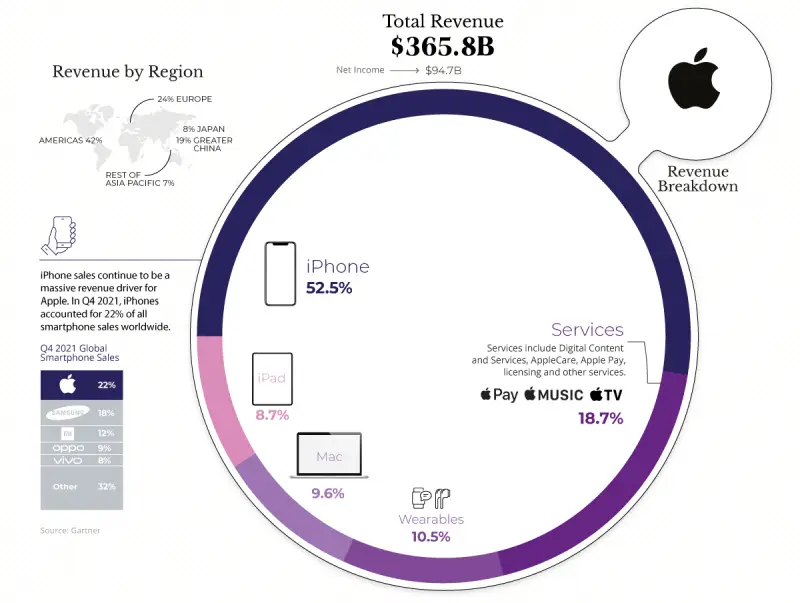 Total Revenue
$365.8B
Net Income
$94.7B
Revenue by Region
24% EUROPE
AMERICAS 42%
8% JAPAN
19% GREATER
CHINA
REST OF
ASIA PACIFIC 7%
Revenue
Breakdown
iPhone sales continue to be a
massive revenue driver for
Apple. In Q4 2021, iPhones
accounted for 22% of all
smartphone sales worldwide.
Q4 2021 Global
Smartphone Sales
22%
SAMSUNG 18%
12%
oppo 9%
vivo 8%
Other 32%
Source: Gartner
iPhone
52.5%
iPad
8.7%
Mac
9.6%
Wearables
10.5%
Services
Services include Digital Content
and Services, AppleCare, Apple Pay,
licensing and other services.
Pay MUSIC TV
18.7%